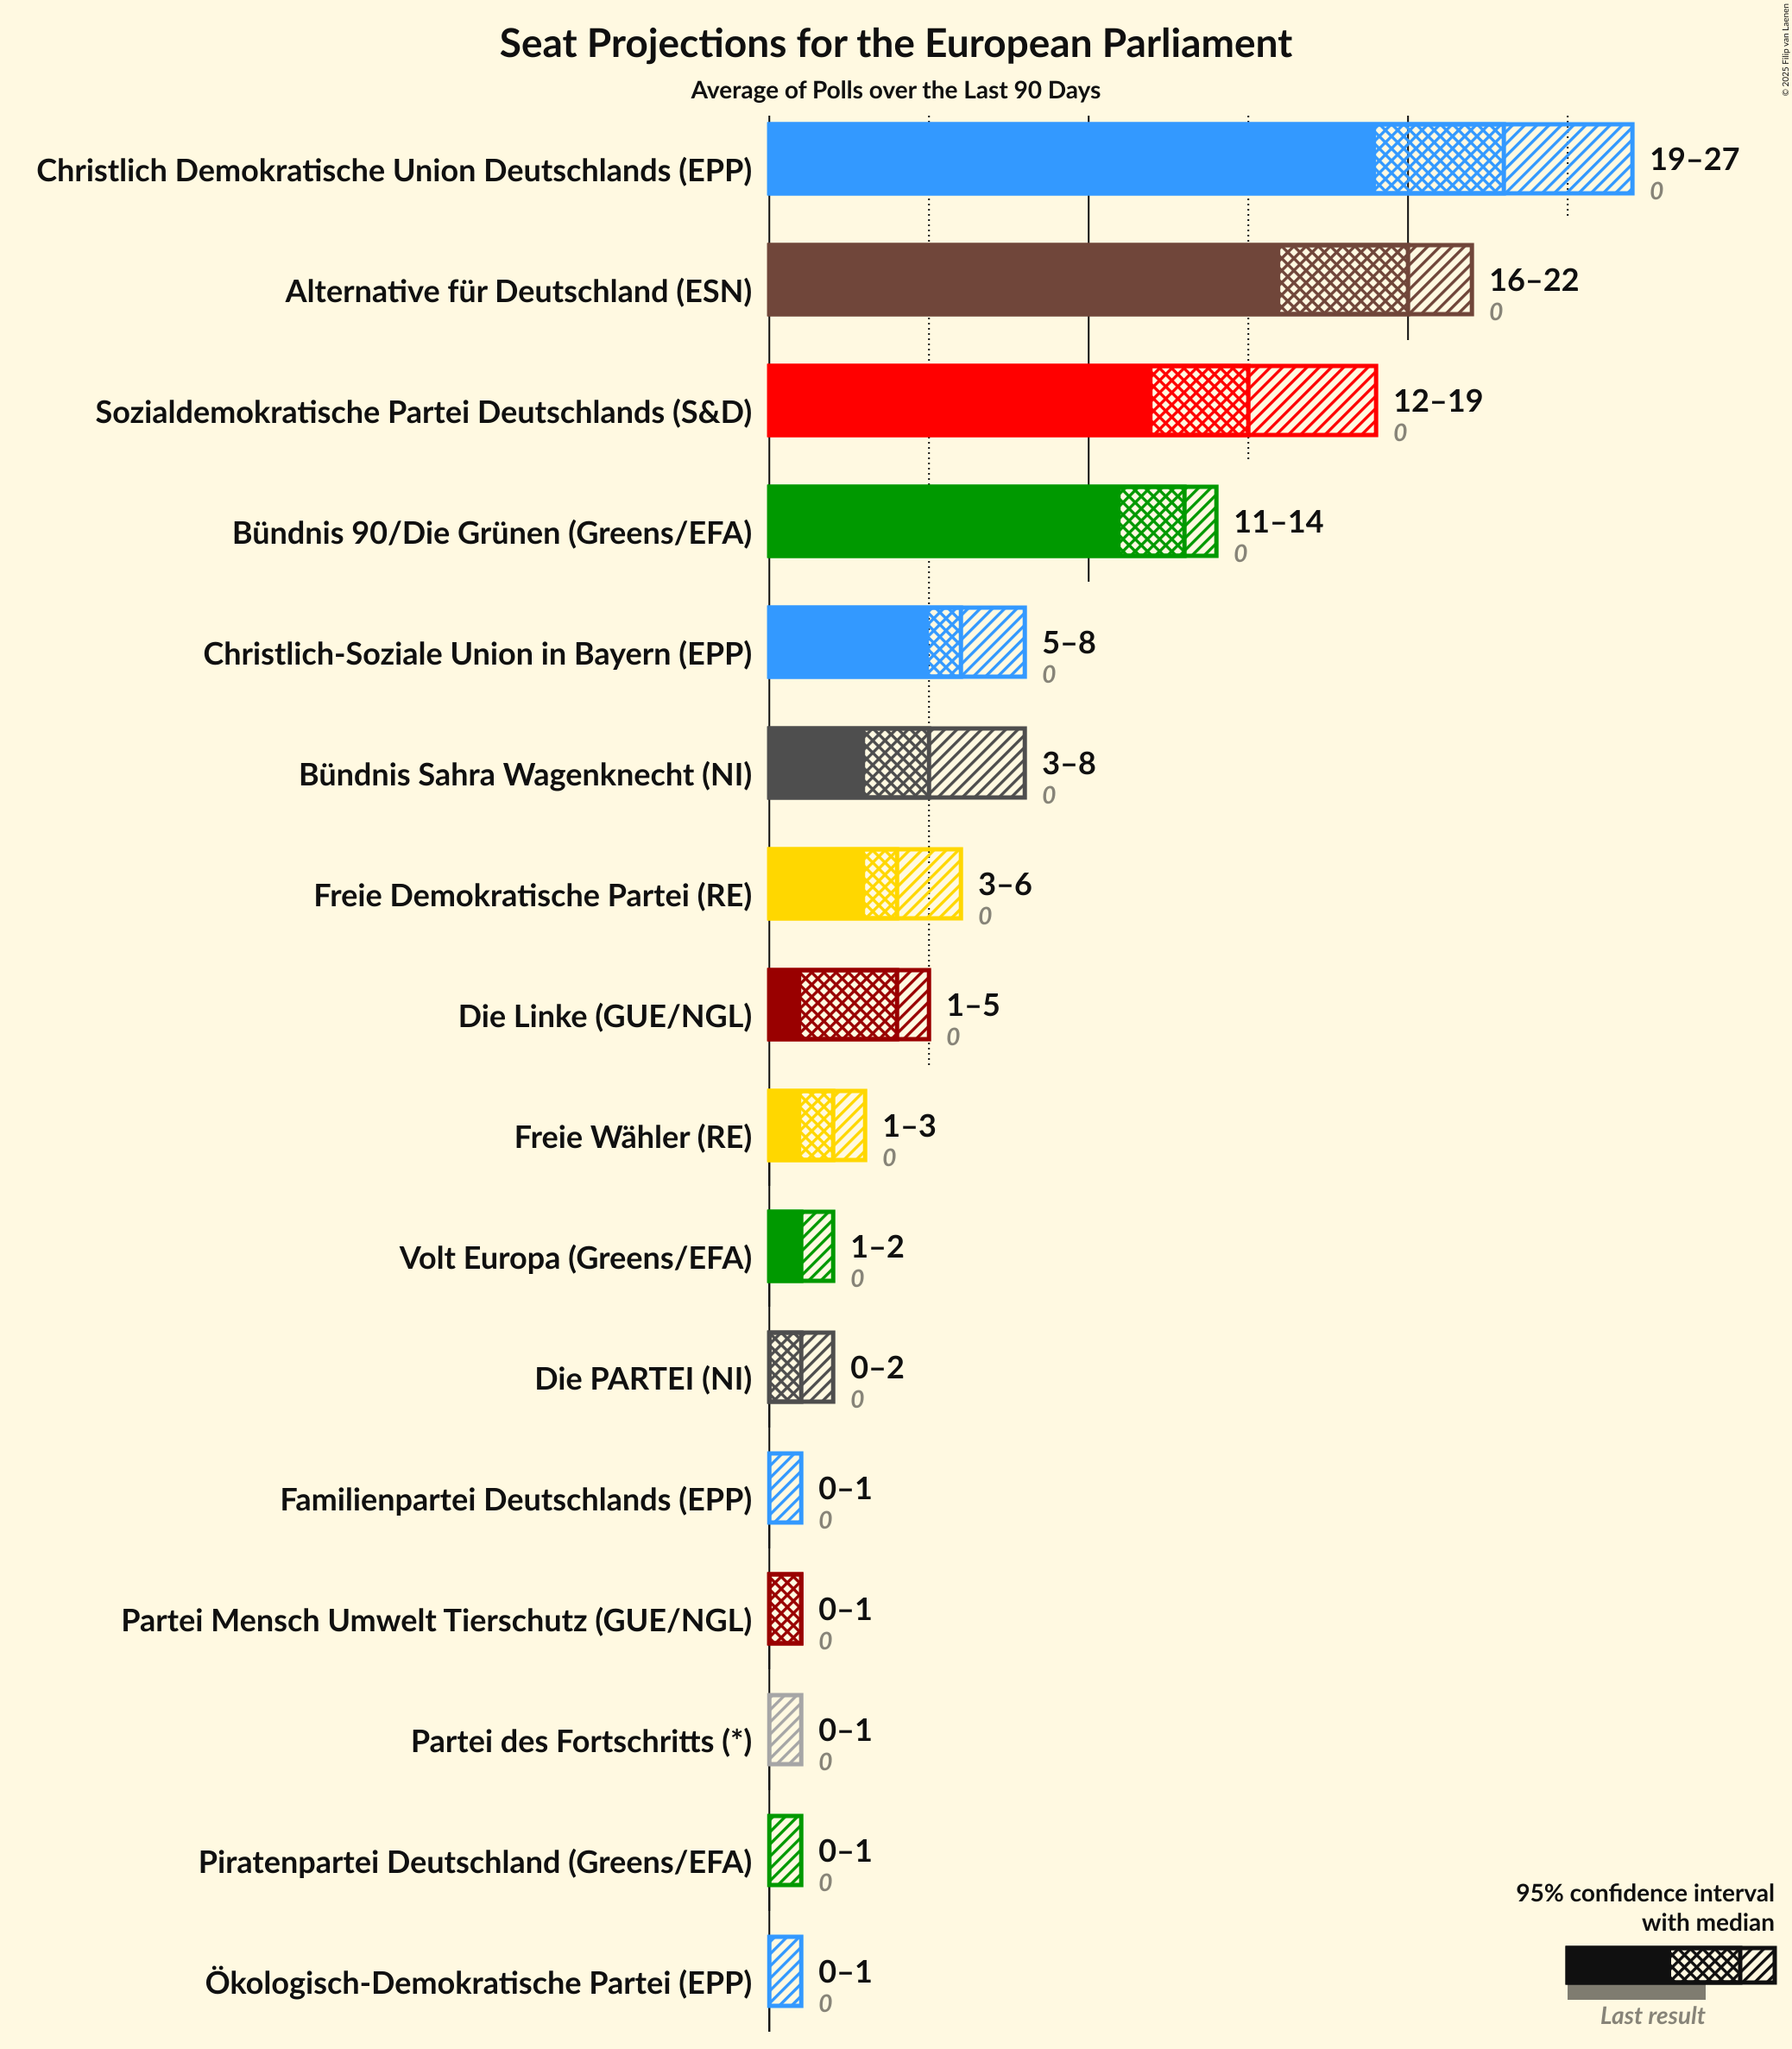 Seat Projections for the European Parliament
Average of Polls over the Last 90 Days
© 2025 Filip van Laenen
Christlich Demokratische Union Deutschlands (EPP)
19–27
0
Alternative für Deutschland (ESN)
16–22
0
Sozialdemokratische Partei Deutschlands (S&D)
12–19
0
Bündnis 90/Die Grünen (Greens/EFA)
11–14
0
Christlich-Soziale Union in Bayern (EPP)
5–8
0
Bündnis Sahra Wagenknecht (NI)
3–8
0
Freie Demokratische Partei (RE)
3–6
0
Die Linke (GUE/NGL)
1–5
0
Freie Wähler (RE)
1–3
0
Volt Europa (Greens/EFA)
1–2
0
Die PARTEI (NI)
0–2
0
Familienpartei Deutschlands (EPP)
0–1
0
Partei Mensch Umwelt Tierschutz (GUE/NGL)
0–1
0
Partei des Fortschritts (*)
0–1
0
Piratenpartei Deutschland (Greens/EFA)
0–1
0
Ökologisch-Demokratische Partei (EPP)
0–1
0
95% confidence interval
with median
Last result